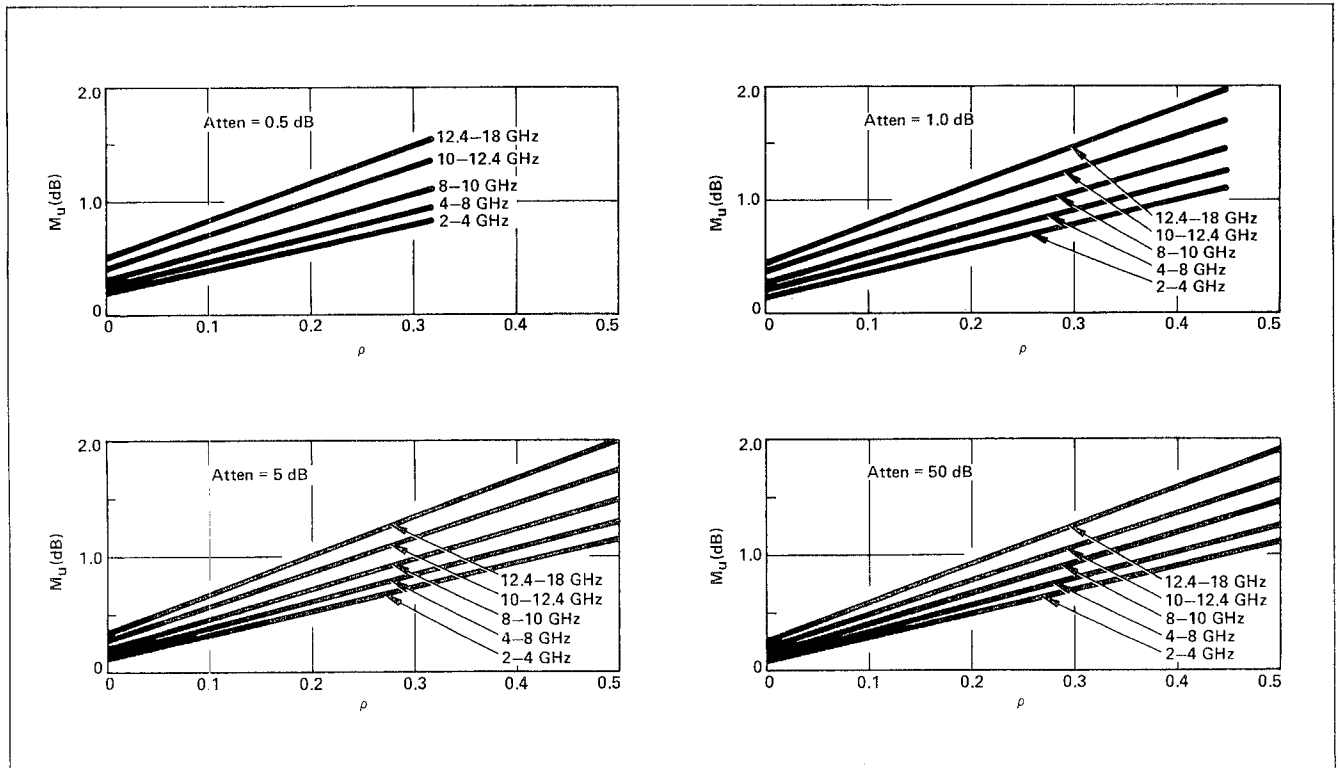 2.0
Atten = 0.5 dB
12.4–18 GHz
10–12.4 GHz
8–10 GHz
4–8 GHz
2–4 GHz
1.0
Mu(dB)
0
0 0.1 0.2 0.3 0.4 0.5
ρ
2.0
Atten = 1.0 dB
1.0
Mu(dB)
12.4–18 GHz
10–12.4 GHz
8–10 GHz
4–8 GHz
2–4 GHz
0
0 0.1 0.2 0.3 0.4 0.5
ρ
2.0
Atten = 5 dB
1.0
Mu(dB)
12.4–18 GHz
10–12.4 GHz
8–10 GHz
4–8 GHz
2–4 GHz
0
0 0.1 0.2 0.3 0.4 0.5
ρ
2.0
Atten = 50 dB
1.0
Mu(dB)
12.4–18 GHz
10–12.4 GHz
8–10 GHz
4–8 GHz
2–4 GHz
0
0 0.1 0.2 0.3 0.4 0.5
ρ